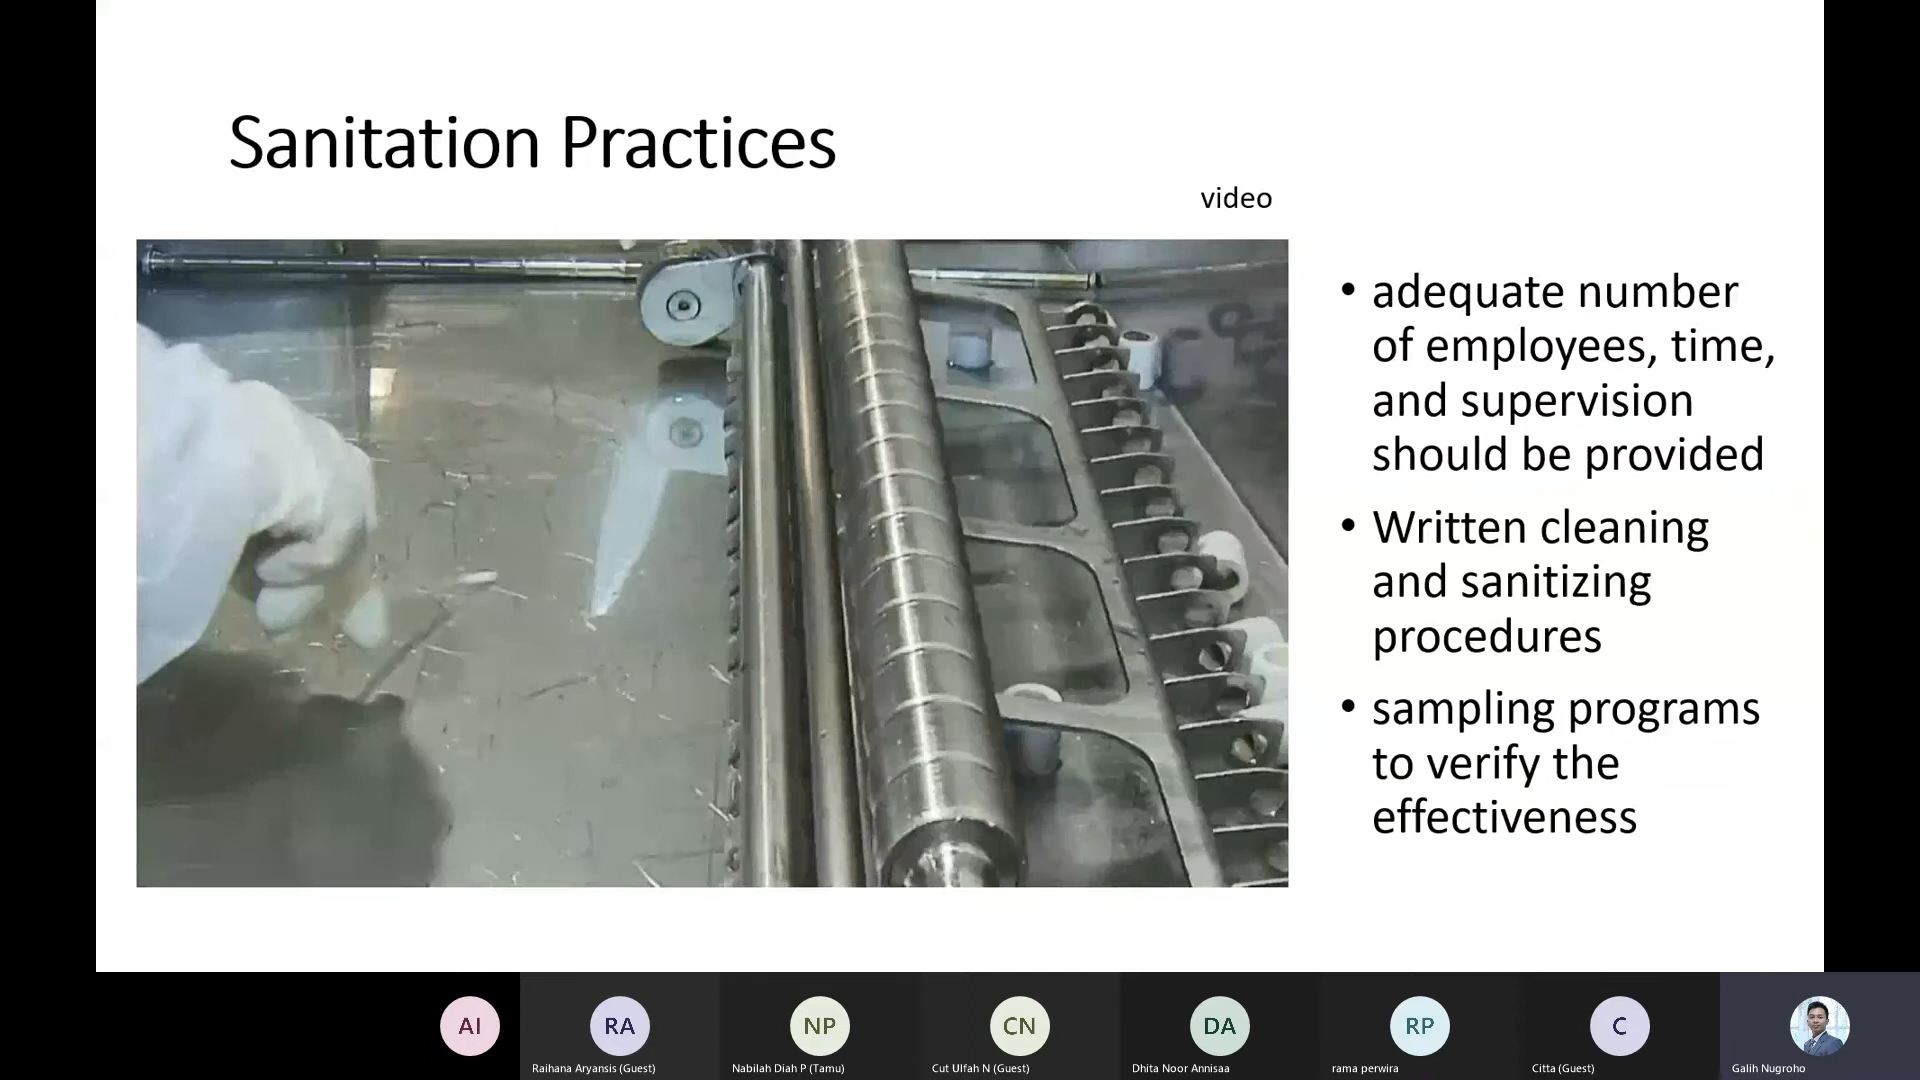 Sanitation Practices
video
• adequate number
of employees, time,
and supervision
should be provided
• Written cleaning
and sanitizing
procedures
• sampling programs
to verify the
effectiveness
AI
RA
NP
CN
DA
RP
C
Raihana Aryansis (Guest)
Nabilah Diah P (Tamu)
Cut Ulfah N (Guest)
Dhita Noor Annisaa
rama perwira
Citta (Guest)
Galih Nugroho